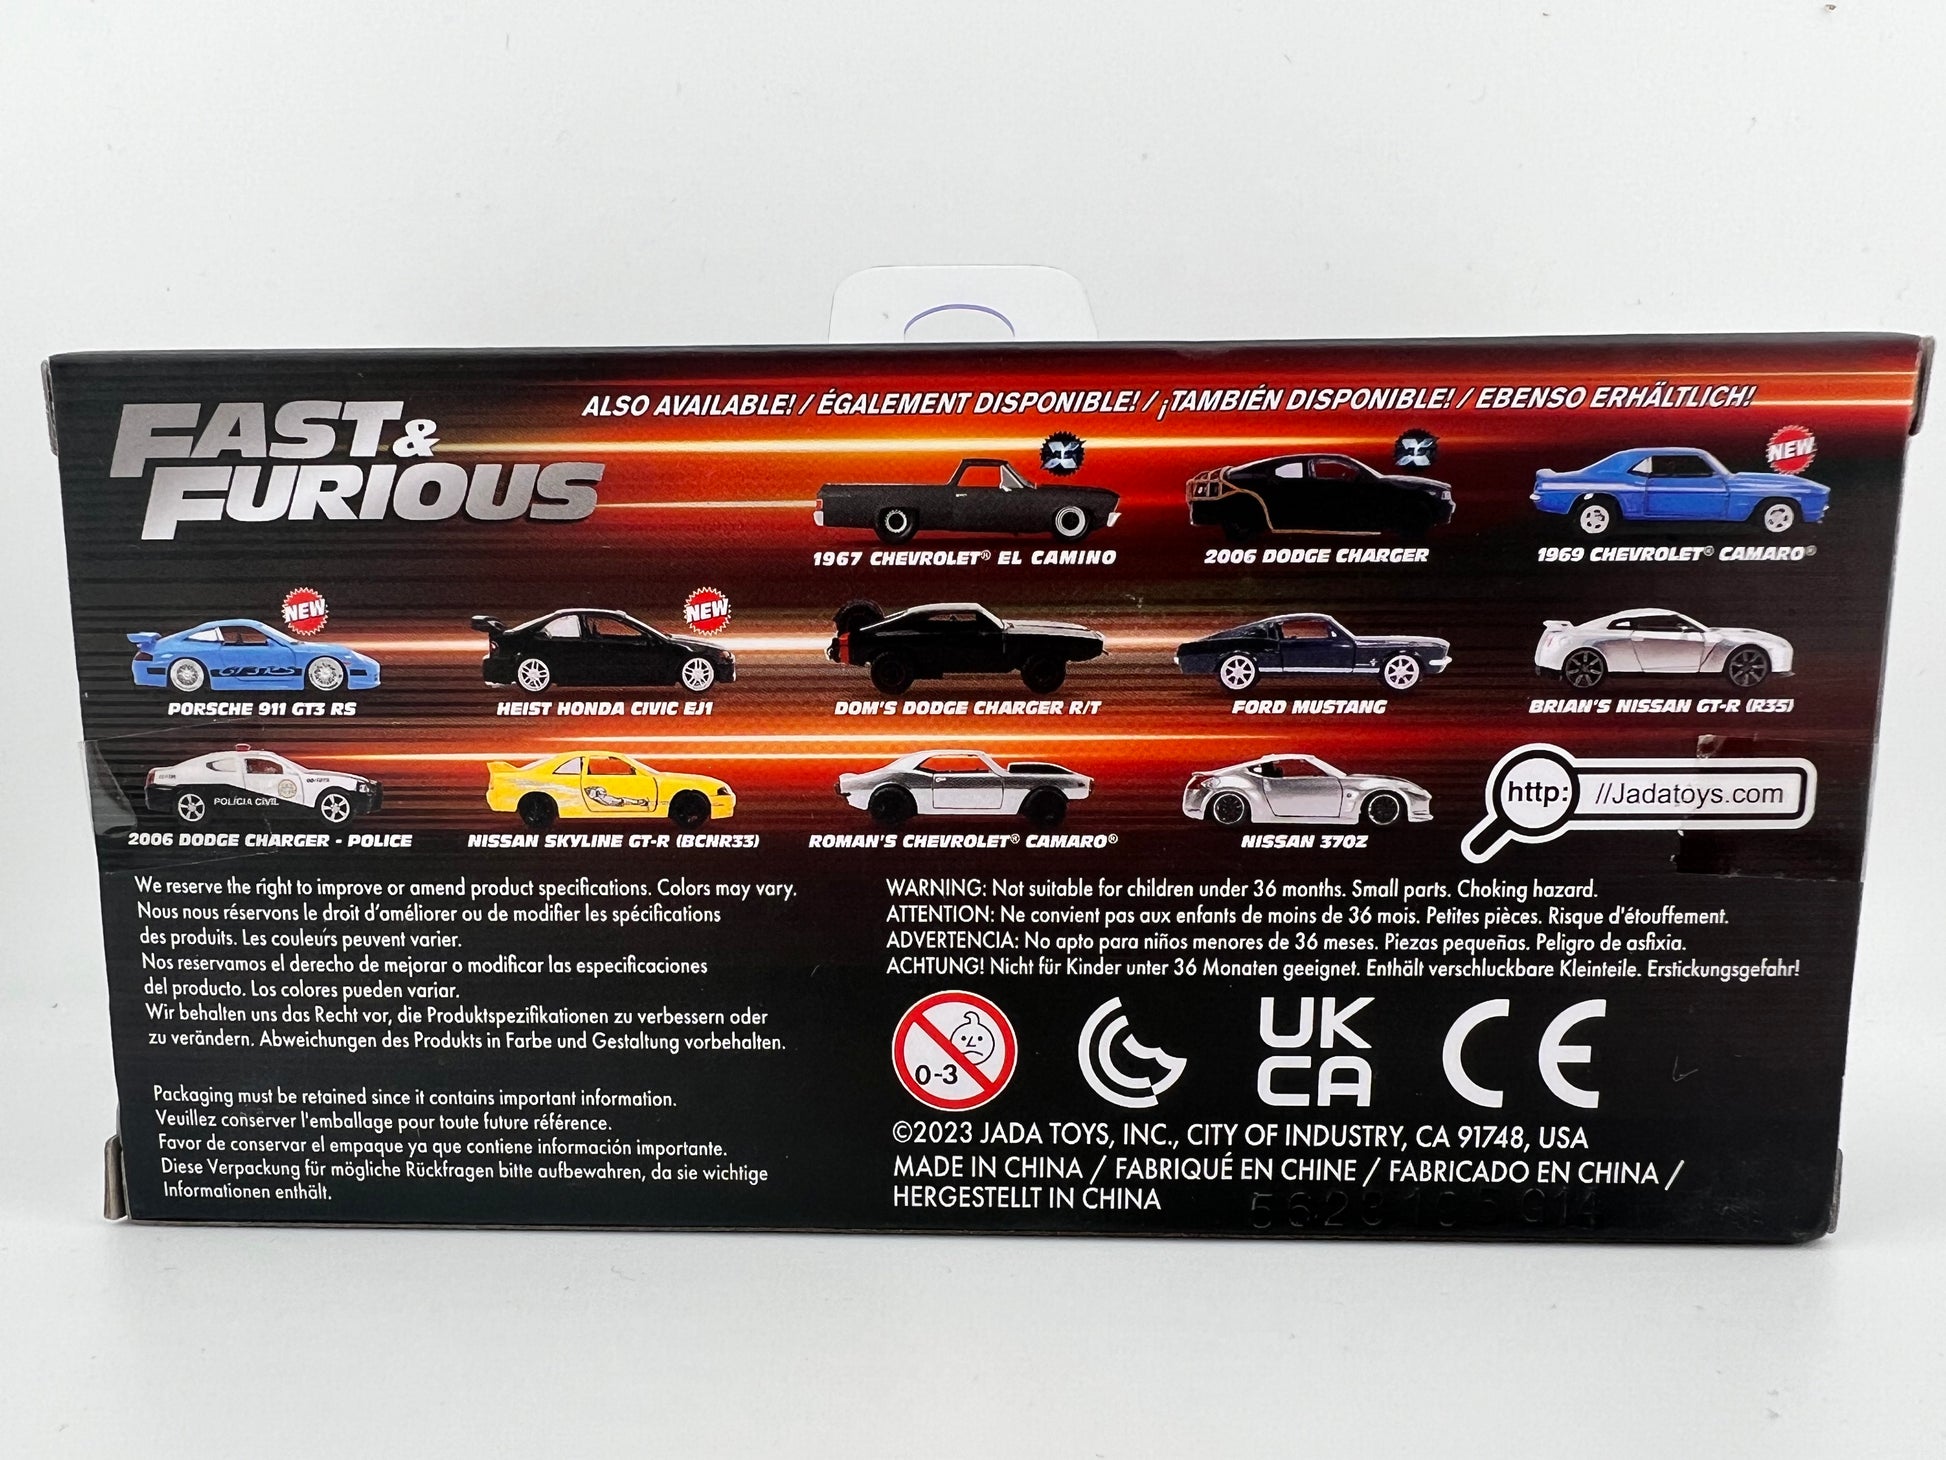 FAST &
FURIOUS
ALSO AVAILABLE! / ÉGALEMENT DISPONIBLE! / ¡TAMBIÉN DISPONIBLE! / EBENSO ERHÄLTLICH!
NEW
1967 CHEVROLET® EL CAMINO
2006 DODGE CHARGER
1969 CHEVROLET® CAMARO®
NEW
NEW
PORSCHE 911 GT3 RS
HEIST HONDA CIVIC EJ1
DOM'S DODGE CHARGER R/T
FORD MUSTANG
BRIAN'S NISSAN GT-R (R35)
POLÍCIA CIVIL
2006 DODGE CHARGER - POLICE
NISSAN SKYLINE GT-R (BCNR33)
ROMAN'S CHEVROLET® CAMARO®
NISSAN 370Z
http: //Jadatoys.com
We reserve the right to improve or amend product specifications. Colors may vary.
Nous nous réservons le droit d'améliorer ou de modifier les spécifications
des produits. Les couleurs peuvent varier.
Nos reservamos el derecho de mejorar o modificar las especificaciones
del producto. Los colores pueden variar.
Wir behalten uns das Recht vor, die Produktspezifikationen zu verbessern oder
zu verändern. Abweichungen des Produkts in Farbe und Gestaltung vorbehalten.
Packaging must be retained since it contains important information.
Veuillez conserver l'emballage pour toute future référence.
Favor de conservar el empaque ya que contiene información importante.
Diese Verpackung für mögliche Rückfragen bitte aufbewahren, da sie wichtige
Informationen enthält.
WARNING: Not suitable for children under 36 months. Small parts. Choking hazard.
ATTENTION: Ne convient pas aux enfants de moins de 36 mois. Petites pièces. Risque d'étouffement.
ADVERTENCIA: No apto para niños menores de 36 meses. Piezas pequeñas. Peligro de asfixia.
ACHTUNG! Nicht für Kinder unter 36 Monaten geeignet. Enthält verschluckbare Kleinteile. Erstickungsgefahr!
0-3
UK
CA
CE
©2023 JADA TOYS, INC., CITY OF INDUSTRY, CA 91748, USA
MADE IN CHINA / FABRIQUÉ EN CHINE / FABRICADO EN CHINA /
HERGESTELLT IN CHINA